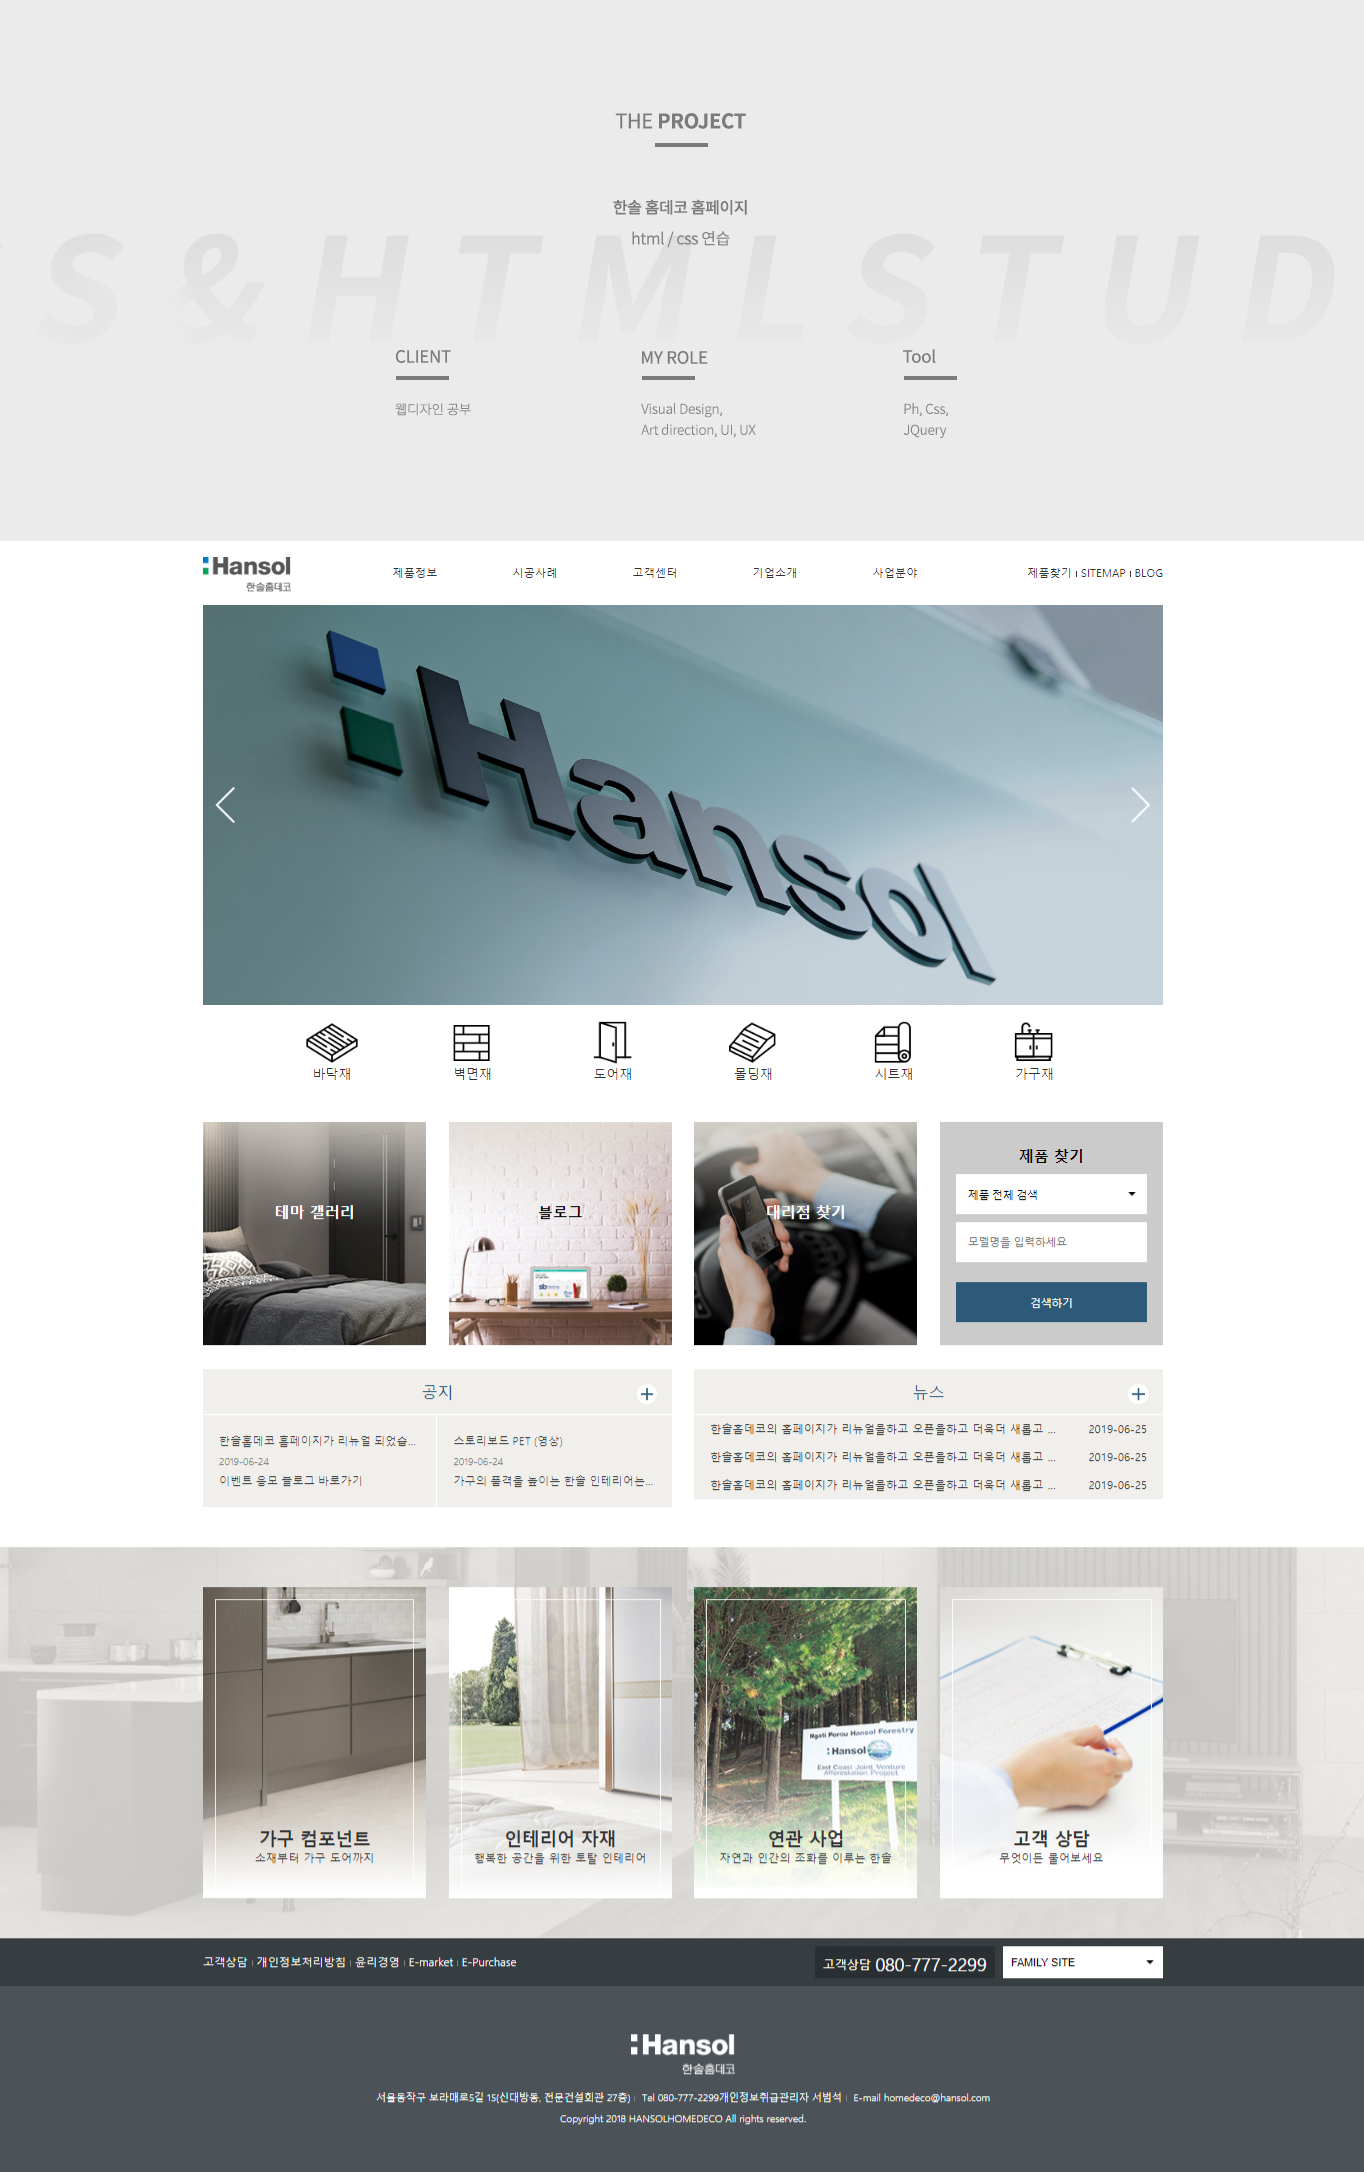 THE PROJECT
한솔 홈데코 홈페이지
html / css 연습
S & H T M L S T U D
CLIENT
웹디자인 공부
MY ROLE
Visual Design,
Art direction, UI, UX
Tool
Ph, Css,
JQuery
Hansol
한솔홈데코
제품정보
시공사례
고객센터
기업소개
사업분야
제품찾기 | SITEMAP | BLOG
Hansol
바닥재
벽면재
도어재
몰딩재
시트재
가구재
테마 갤러리
블로그
대리점 찾기
제품 찾기
제품 전체 검색
모델명을 입력하세요
검색하기
공지
한솔홈데코 홈페이지가 리뉴얼 되었습...
2019-06-24
이벤트 응모 블로그 바로가기
스토리보드 PET (영상)
2019-06-24
가구의 품격을 높이는 한솔 인테리어는...
뉴스
한솔홈데코의 홈페이지가 리뉴얼을하고 오픈을하고 더욱더 새롭고 ... 2019-06-25
한솔홈데코의 홈페이지가 리뉴얼을하고 오픈을하고 더욱더 새롭고 ... 2019-06-25
한솔홈데코의 홈페이지가 리뉴얼을하고 오픈을하고 더욱더 새롭고 ... 2019-06-25
가구 컴포넌트
소재부터 가구 도어까지
인테리어 자재
행복한 공간을 위한 토탈 인테리어
Ngati Porou Hansol Forestry
Hansol
East Coast Joint Venture
Afforestation Project
연관 사업
자연과 인간의 조화를 이루는 한솔
고객 상담
무엇이든 물어보세요
고객상담 | 개인정보처리방침 | 윤리경영 | E-market | E-Purchase
고객상담 080-777-2299
FAMILY SITE
Hansol
한솔홈데코
서울동작구 보라매로5길 15(신대방동, 전문건설회관 27층) | Tel 080-777-2299개인정보취급관리자 서범석 | E-mail homedeco@hansol.com
Copyright 2018 HANSOLHOMEDECO All rights reserved.